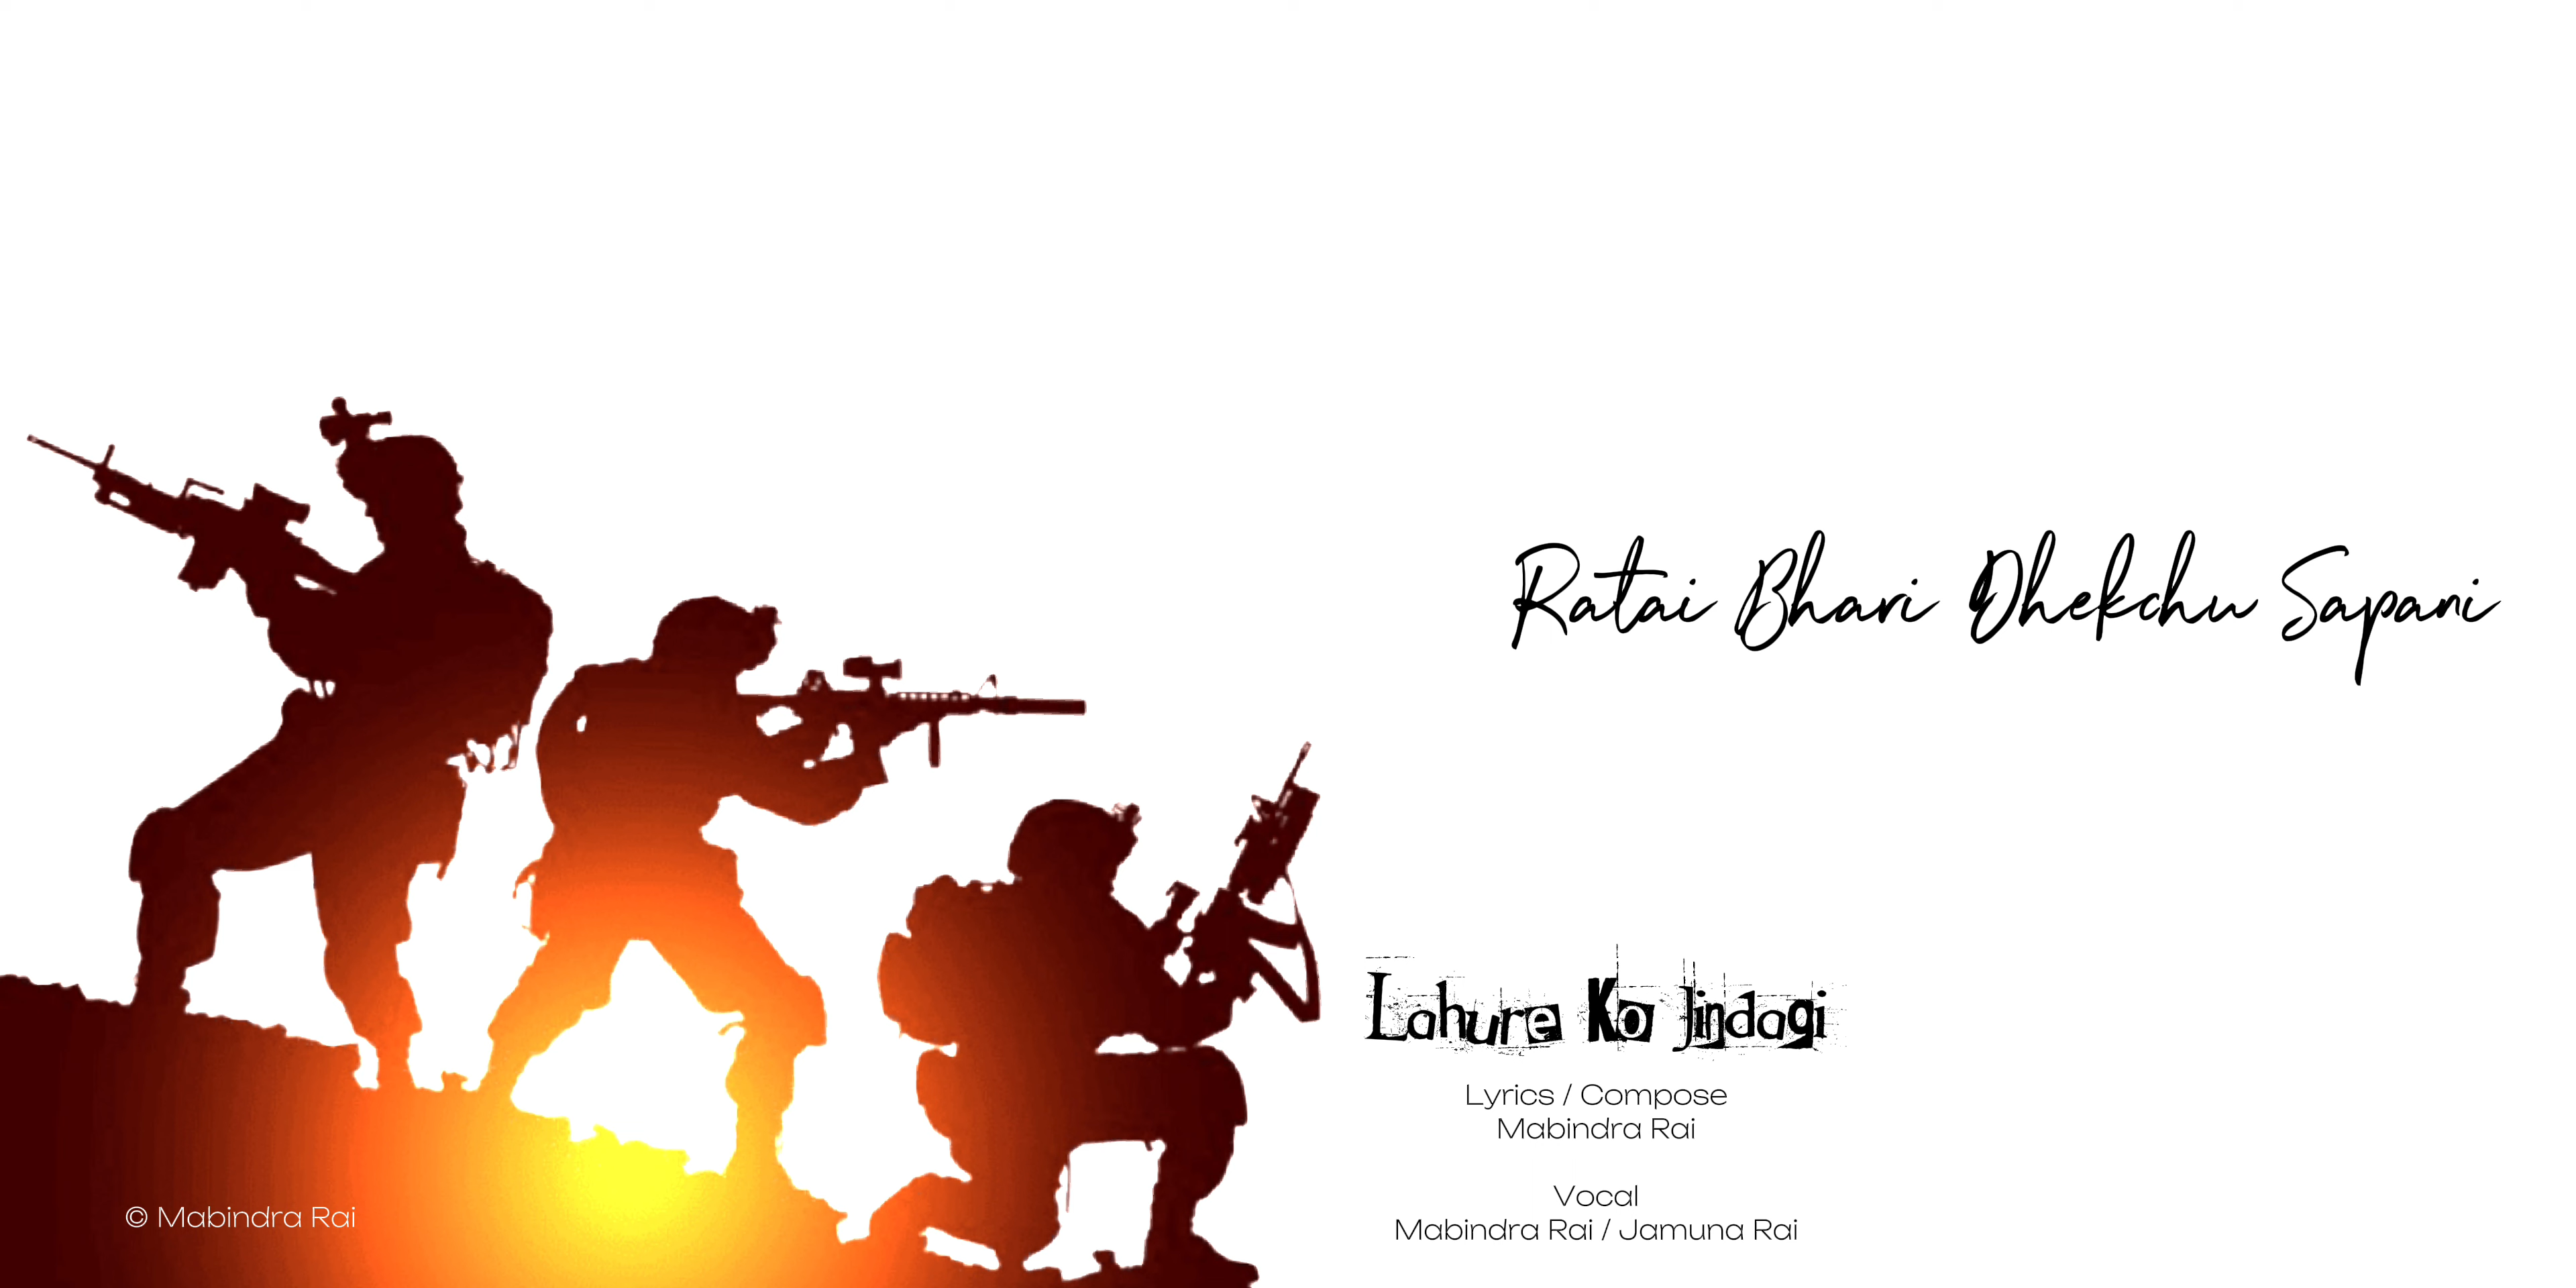 Ratai Bhari Dhekchu Sapani
Lahure Ko Jindagi
Lyrics / Compose
Mabindra Rai
Vocal
Mabindra Rai / Jamuna Rai
© Mabindra Rai